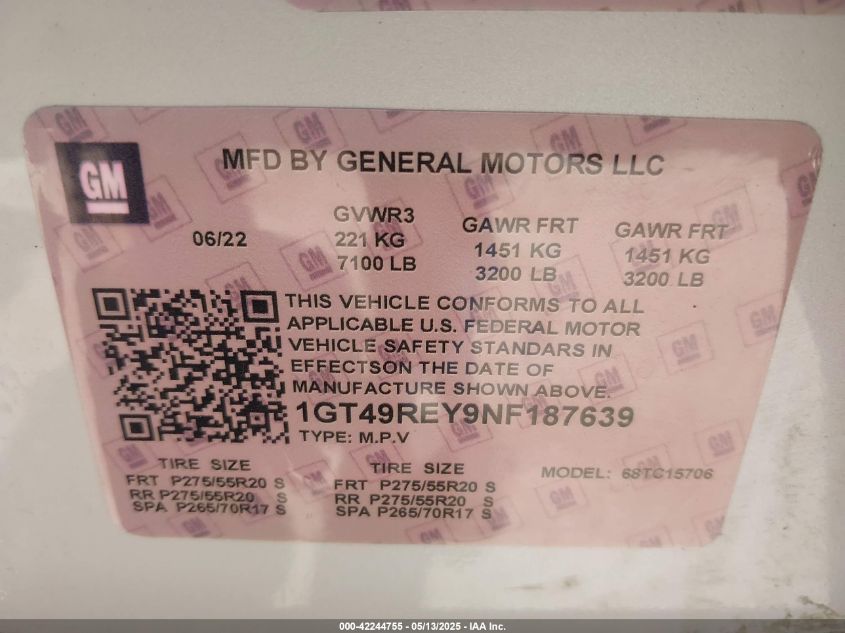 GM
MFD BY GENERAL MOTORS LLC
06/22
GVWR3
221 KG
7100 LB
GAWR FRT
1451 KG
3200 LB
GAWR FRT
1451 KG
3200 LB
THIS VEHICLE CONFORMS TO ALL
APPLICABLE U.S. FEDERAL MOTOR
VEHICLE SAFETY STANDARS IN
EFFECTSON THE DATE OF
MANUFACTURE SHOWN ABOVE.
1GT49REY9NF187639
TYPE: M.P.V
TIRE SIZE
FRT P275/55R20 S
RR P275/55R20 S
SPA P265/70R17 S
TIRE SIZE
FRT P275/55R20 S
RR P275/55R20 S
SPA P265/70R17 S
MODEL: 68TC15706
000-42244755 - 05/13/2025 - IAA Inc.